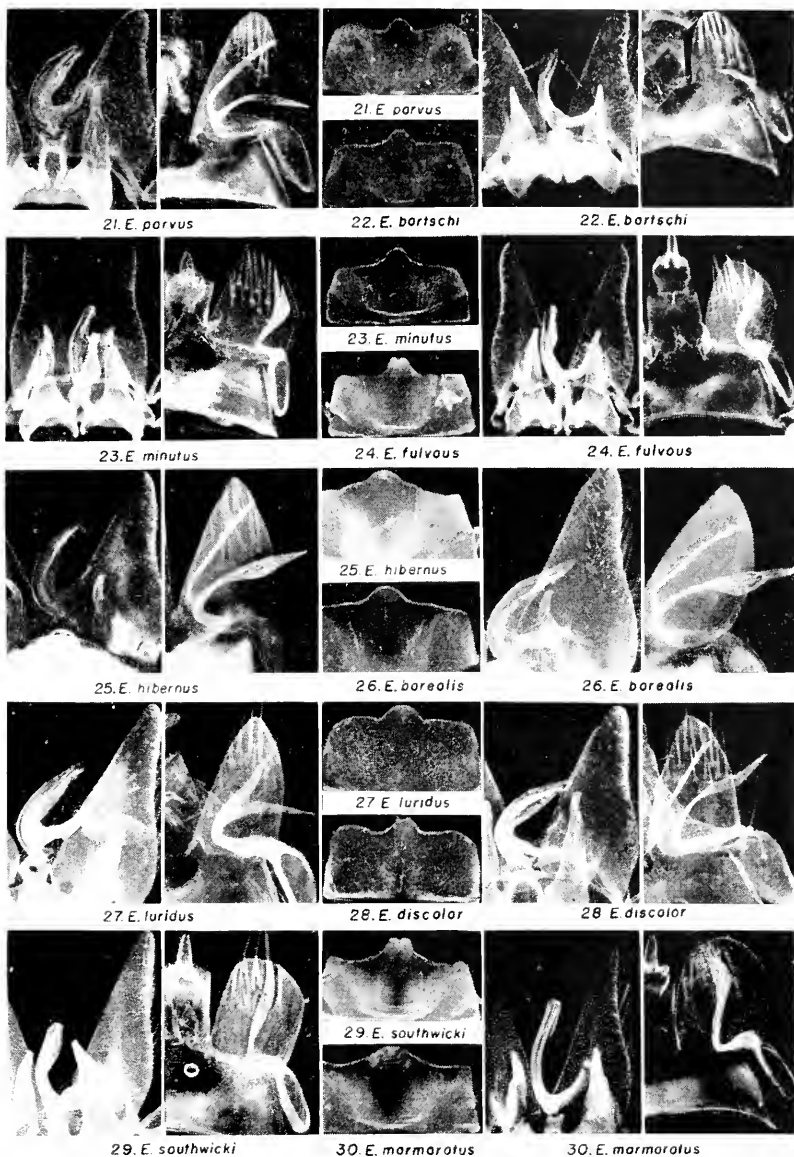 21. E parvus
21. E. parvus
22. E. bartschi
22. E. bartschi
23. E. minutus
23. E minutus
24. E. fulvous
24. E. fulvous
25. E. hibernus
25. E. hibernus
26. E. borealis
26. E. borealis
27 E luridus
27. E. luridus
28. E. discolor
28 E. discolor
29. E. southwicki
29. E. southwicki
30. E. marmoratus
30. E. marmoratus